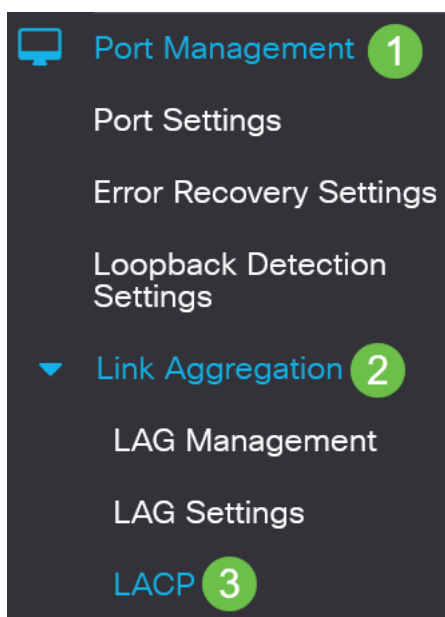 Port Management 1
Port Settings
Error Recovery Settings
Loopback Detection
Settings
Link Aggregation 2
LAG Management
LAG Settings
LACP 3